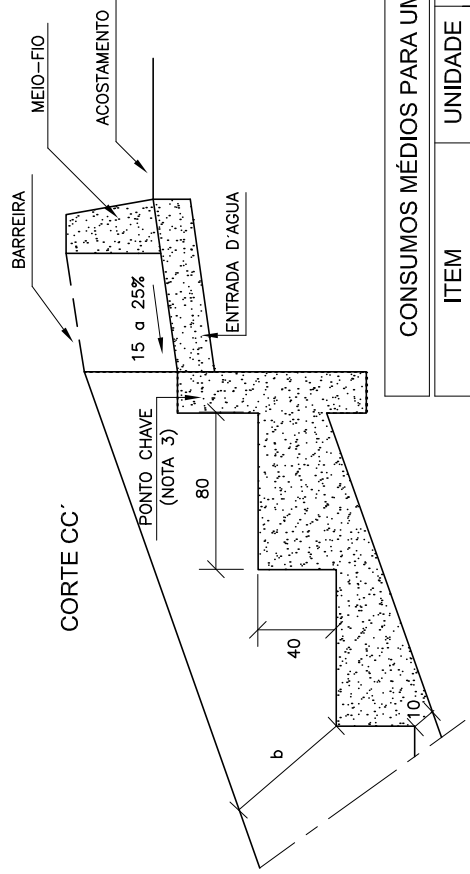 CORTE CC´
BARREIRA
MEIO-FIO
ACOSTAMENTO
15 a 25%
ENTRADA D´AGUA
PONTO CHAVE
(NOTA 3)
80
40
b
10
CONSUMOS MÉDIOS PARA UM
ITEM
UNIDADE